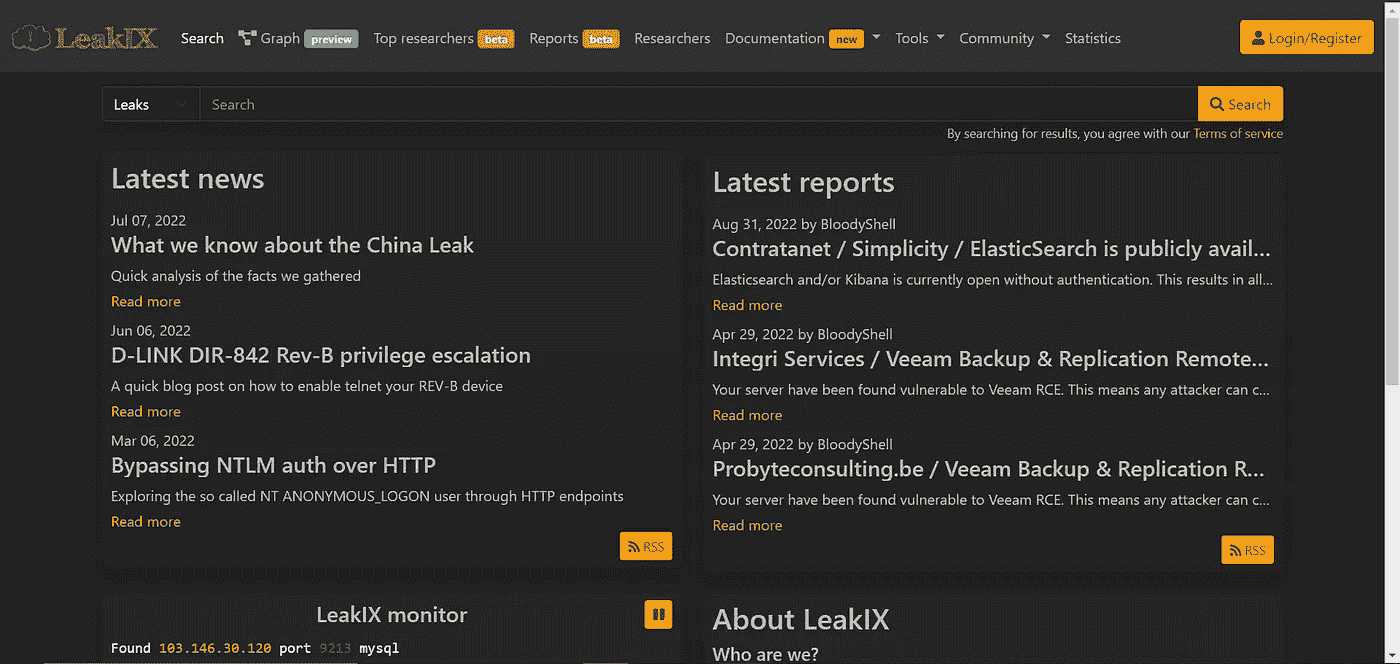 LeakIX Search Graph preview Top researchers beta Reports beta Researchers Documentation new Tools Community Statistics Login/Register
Leaks Search Search
By searching for results, you agree with our Terms of service
Latest news
Jul 07, 2022
What we know about the China Leak
Quick analysis of the facts we gathered
Read more
Jun 06, 2022
D-LINK DIR-842 Rev-B privilege escalation
A quick blog post on how to enable telnet your REV-B device
Read more
Mar 06, 2022
Bypassing NTLM auth over HTTP
Exploring the so called NT ANONYMOUS_LOGON user through HTTP endpoints
Read more
RSS
Latest reports
Aug 31, 2022 by BloodyShell
Contratanet / Simplicity / ElasticSearch is publicly avail...
Elasticsearch and/or Kibana is currently open without authentication. This results in all...
Read more
Apr 29, 2022 by BloodyShell
Integri Services / Veeam Backup & Replication Remote...
Your server have been found vulnerable to Veeam RCE. This means any attacker can c...
Read more
Apr 29, 2022 by BloodyShell
Probyteconsulting.be / Veeam Backup & Replication R...
Your server have been found vulnerable to Veeam RCE. This means any attacker can c...
Read more
RSS
LeakIX monitor
Found 103.146.30.120 port 9213 mysql
About LeakIX
Who are we?